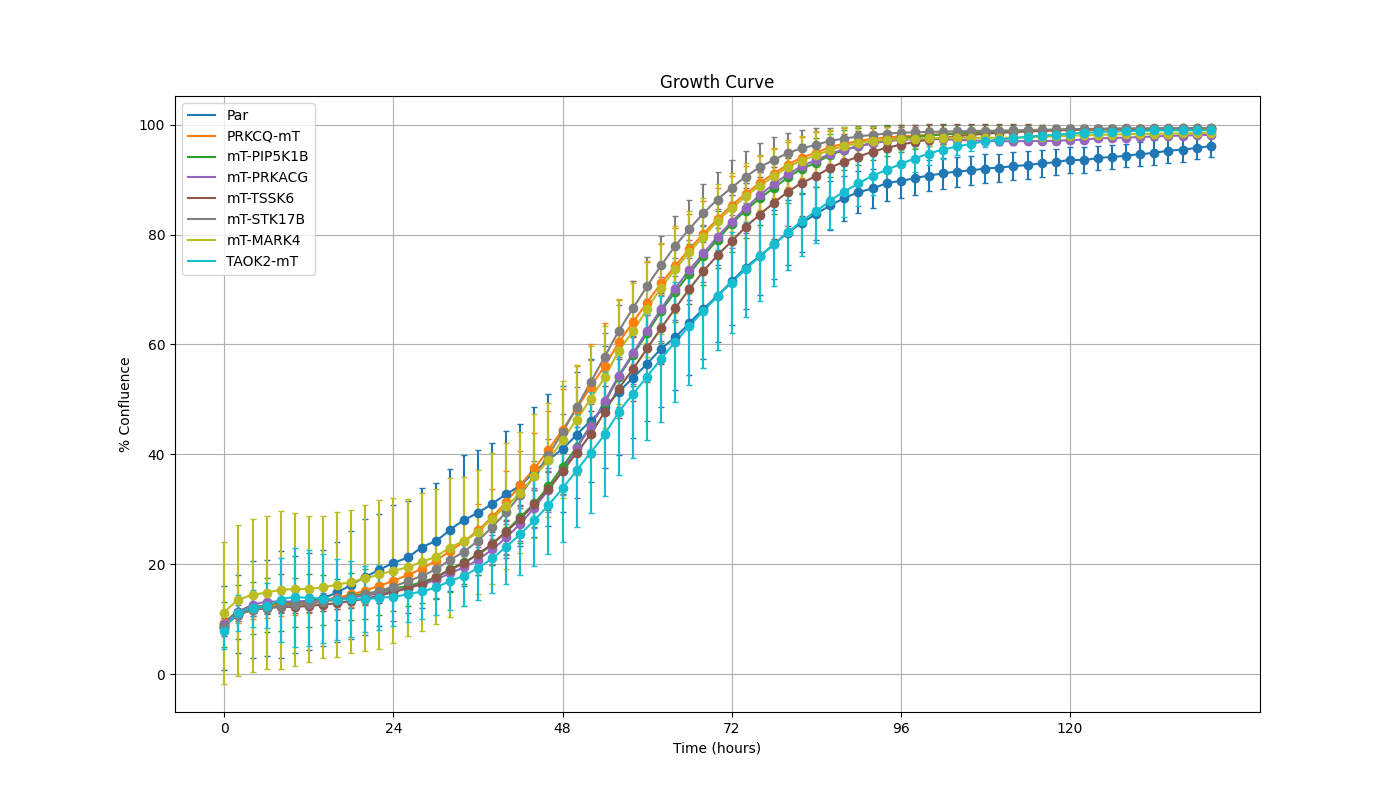 Growth Curve
Par
PRKCQ-mT
mT-PIP5K1B
mT-PRKACG
mT-TSSK6
mT-STK17B
mT-MARK4
TAOK2-mT
100
80
60
40
20
0
% Confluence
0 24 48 72 96 120
Time (hours)